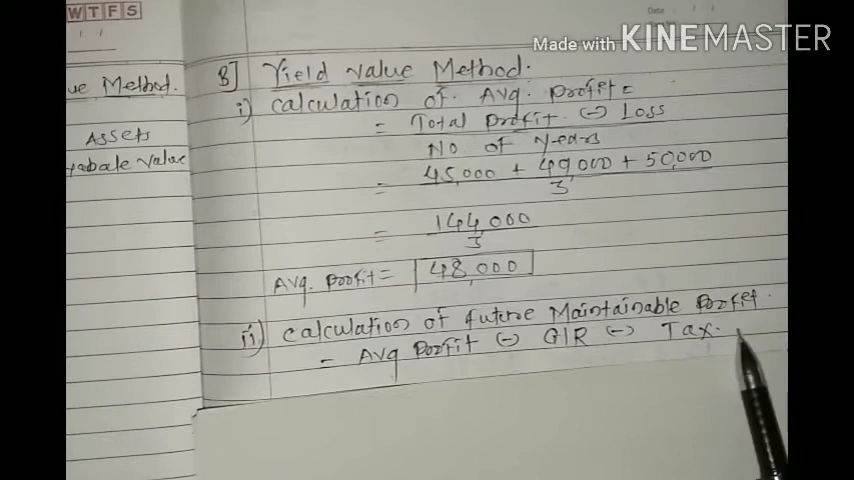 W T F S
Date / /
Made with KINEMASTER
ue Method.
Assets
tabale value
B] Yield value Method.
i) calculation of. Avg. profit =
= Total profit (-) Loss
No. of years
= 45,000 + 49,000 + 50,000
3
= 144,000
3
Avg. profit = 48,000
ii) calculation of future Maintainable Profit.
= Avg Profit (-) GIR (-) Tax.